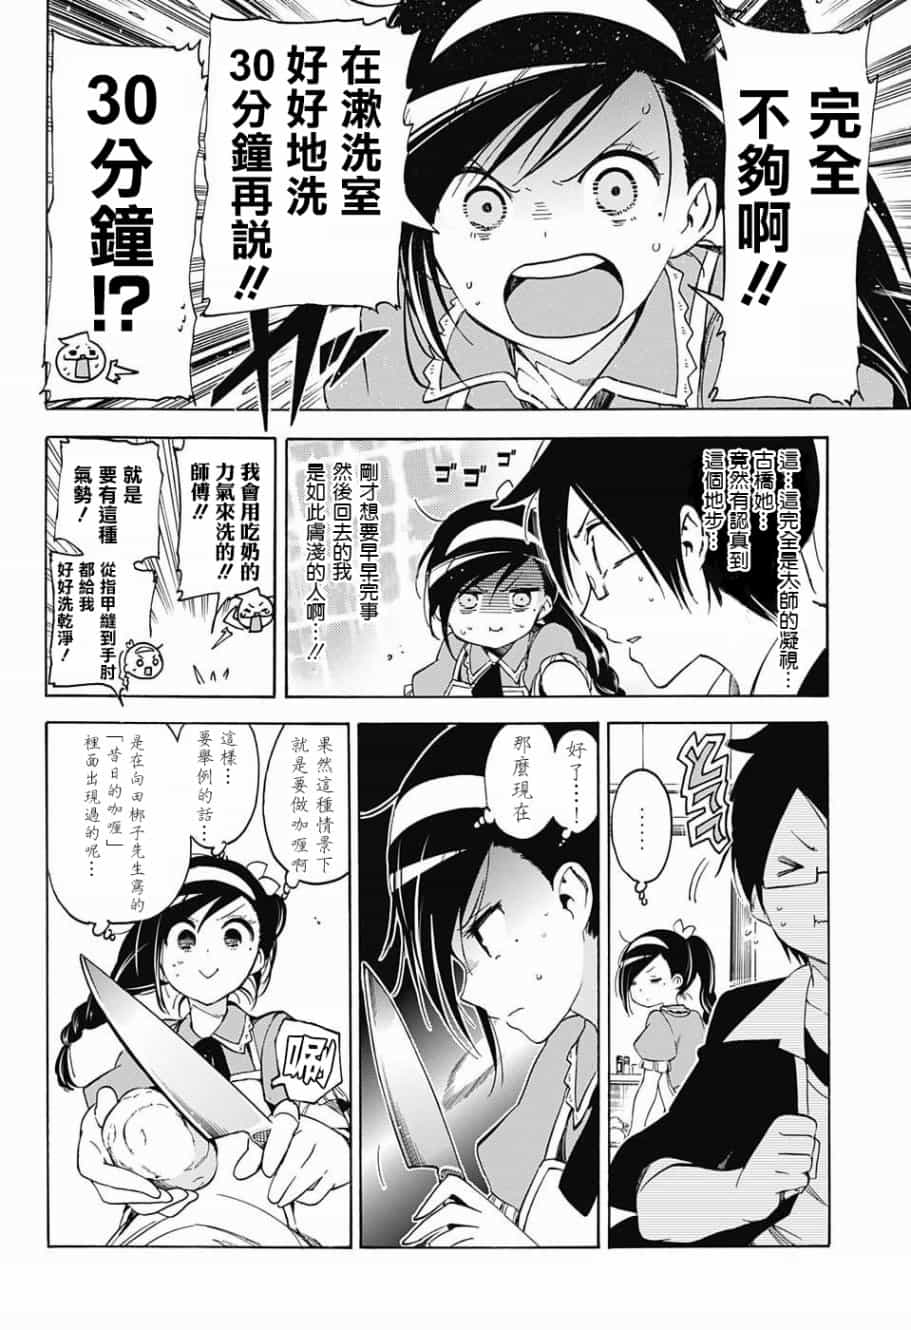 完全
不夠啊!!
在漱洗室
好好地洗
30分鐘再説!!
30分鐘!?
這…這完全是大師的凝視…
古橋她…
竟然有認真到
這個地步…
ゴゴゴ
剛才想要早早完事
然後回去的我
是如此膚淺的人啊…!!
我會用吃奶的
力氣來洗的!!
師傅!!
就是
要有這種
氣勢!
從指甲縫到手肘
都給我
好好洗乾淨!
……
好了…!
那麼現在
果然這種情景下
就是要做咖喱啊
這樣…
要舉例的話…
是在向田梆子先生寫的
「昔日的咖喱」
裡面出現過的呢…
唰